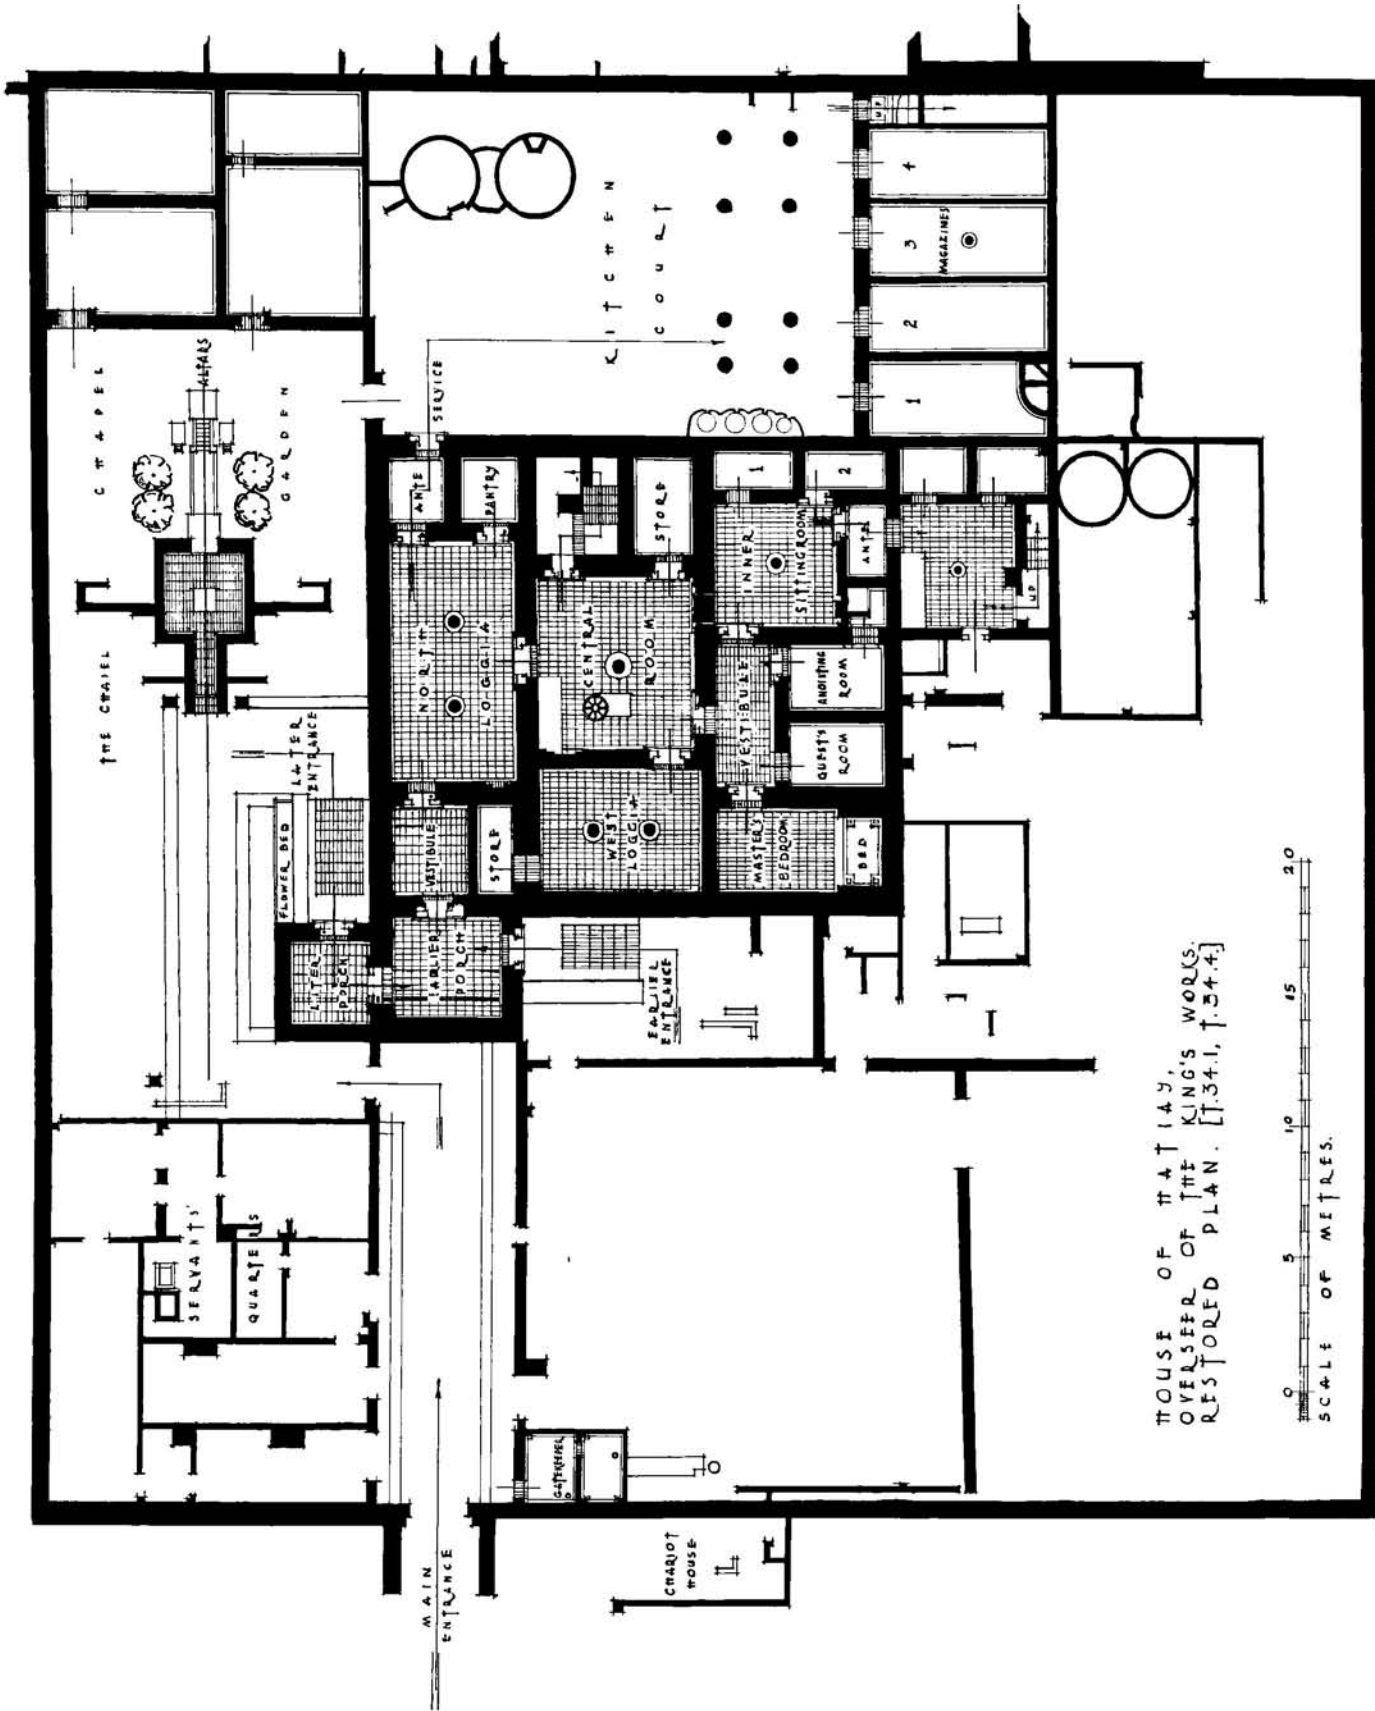 THE CHAPEL
CHAPEL
GARDEN
ALTARS
KITCHEN
COURT
SERVICE
ANTE
PANTRY
NORTH
LOGGIA
STORE
CENTRAL
ROOM
INNER
SITTINGROOM
1
2
ANTE
UP
UP
1
2
3
MAGAZINES
4
VESTIBULE
ANOINTING
ROOM
GUEST'S
ROOM
MASTER'S
BEDROOM
BED
WEST
LOGGIA
STORE
VESTIBULE
LATER
ENTRANCE
FLOWER BED
LATER
PORCH
EARLIER
PORCH
EARLIER
ENTRANCE
SERVANTS'
QUARTERS
GATEKEEPER
CHARIOT
HOUSE
MAIN
ENTRANCE
HOUSE OF HATIAY,
OVERSEER OF THE KING'S WORKS.
RESTORED PLAN. [T.34.1, T.34.4.]
0 5 10 15 20
SCALE OF METRES.